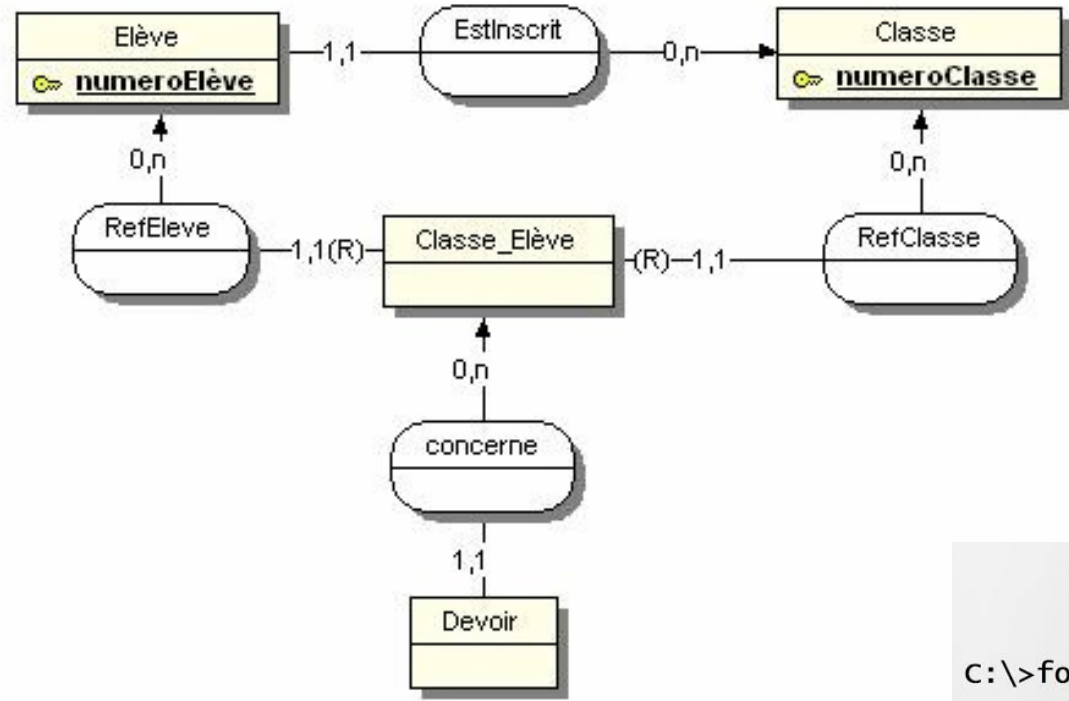 Elève
numeroElève
1,1
EstInscrit
0,n
Classe
numeroClasse
0,n
0,n
RefEleve
1,1(R)
Classe_Elève
(R)
1,1
RefClasse
0,n
concerne
1,1
Devoir
C:\>fo